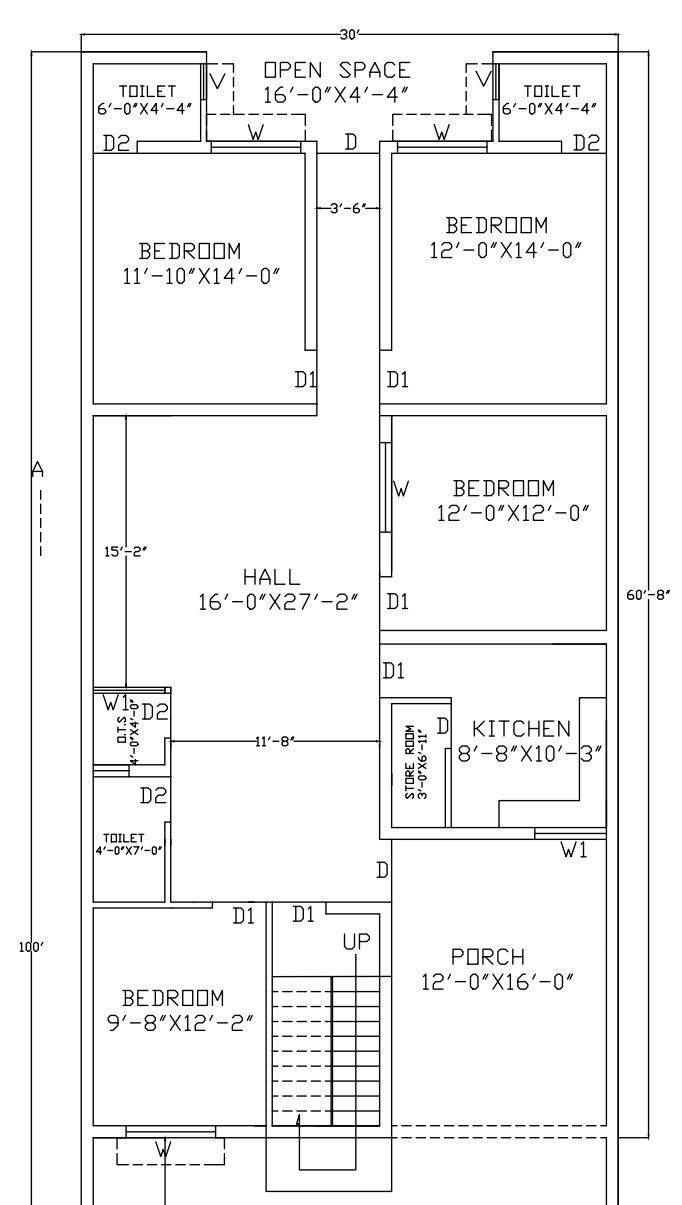 30'
OPEN SPACE
16'-0"X4'-4"
TOILET
6'-0"X4'-4"
V
V
TOILET
6'-0"X4'-4"
D2
W
D
W
D2
3'-6"
BEDROOM
11'-10"X14'-0"
BEDROOM
12'-0"X14'-0"
D1
D1
A
W
BEDROOM
12'-0"X12'-0"
15'-2"
HALL
16'-0"X27'-2"
D1
60'-8"
D1
W1
D2
O.T.S
4'-0"X4'-0"
11'-8"
D
KITCHEN
8'-8"X10'-3"
STORE ROOM
3'-0"X6'-11"
D2
TOILET
4'-0"X7'-0"
W1
D
D1
D1
100'
UP
PORCH
12'-0"X16'-0"
BEDROOM
9'-8"X12'-2"
W